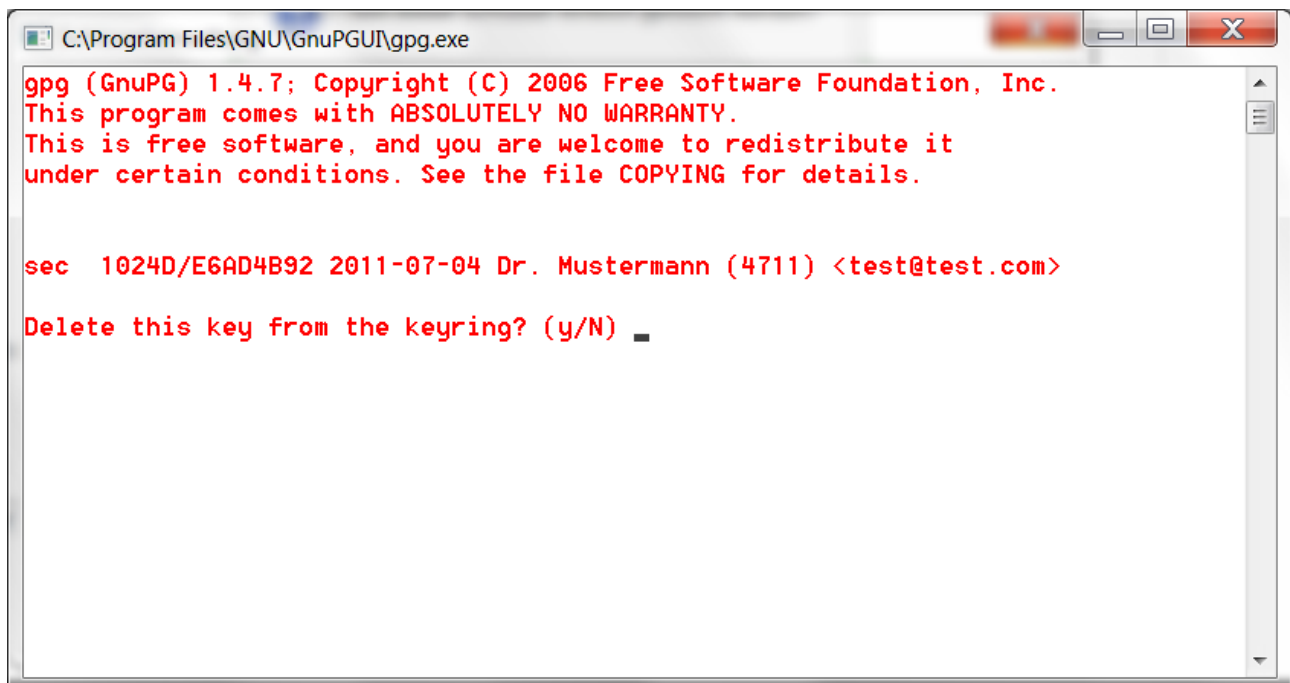 C:\Program Files\GNU\GnuPGUI\gpg.exe
gpg (GnuPG) 1.4.7; Copyright (C) 2006 Free Software Foundation, Inc.
This program comes with ABSOLUTELY NO WARRANTY.
This is free software, and you are welcome to redistribute it
under certain conditions. See the file COPYING for details.
sec  1024D/E6AD4B92 2011-07-04 Dr. Mustermann (4711) <test@test.com>
Delete this key from the keyring? (y/N) _